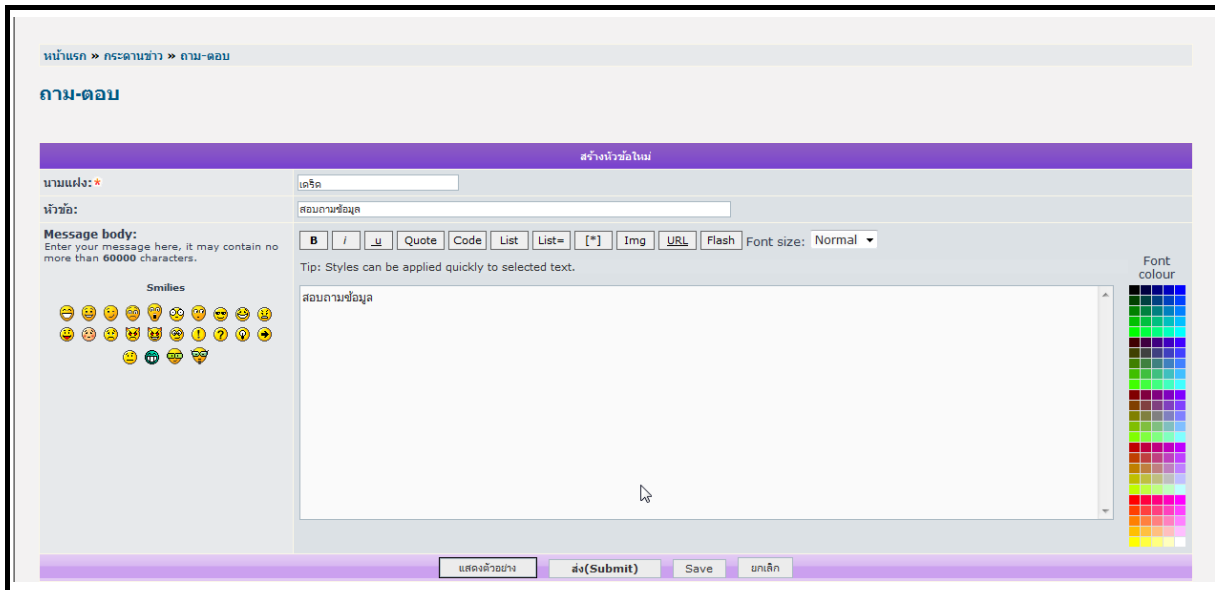 หน้าแรก » กระดานข่าว » ถาม-ตอบ
ถาม-ตอบ
สร้างหัวข้อใหม่
นามแฝง: *
เดริด
หัวข้อ:
สอบถามข้อมูล
Message body:
Enter your message here, it may contain no
more than 60000 characters.
Smilies
B i u Quote Code List List= [*] Img URL Flash Font size: Normal
Tip: Styles can be applied quickly to selected text.
Font
colour
สอบถามข้อมูล
แสดงตัวอย่าง ส่ง(Submit) Save ยกเลิก